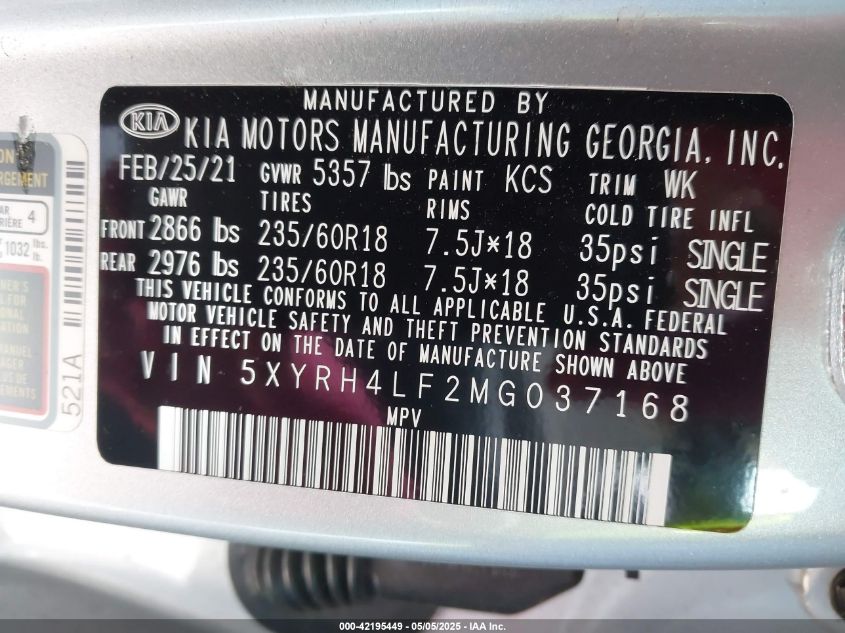 MANUFACTURED BY
KIA KIA MOTORS MANUFACTURING GEORGIA, INC.
FEB/25/21 GVWR 5357 lbs PAINT KCS TRIM WK
GAWR TIRES RIMS COLD TIRE INFL
FRONT 2866 lbs 235/60R18 7.5J*18 35psi SINGLE
REAR 2976 lbs 235/60R18 7.5J*18 35psi SINGLE
THIS VEHICLE CONFORMS TO ALL APPLICABLE U.S.A. FEDERAL
MOTOR VEHICLE SAFETY AND THEFT PREVENTION STANDARDS
IN EFFECT ON THE DATE OF MANUFACTURE SHOWN ABOVE
VIN 5XYRH4LF2MG037168
MPV
4
1032 lbs.
521A
000-42195449 - 05/05/2025 - IAA Inc.